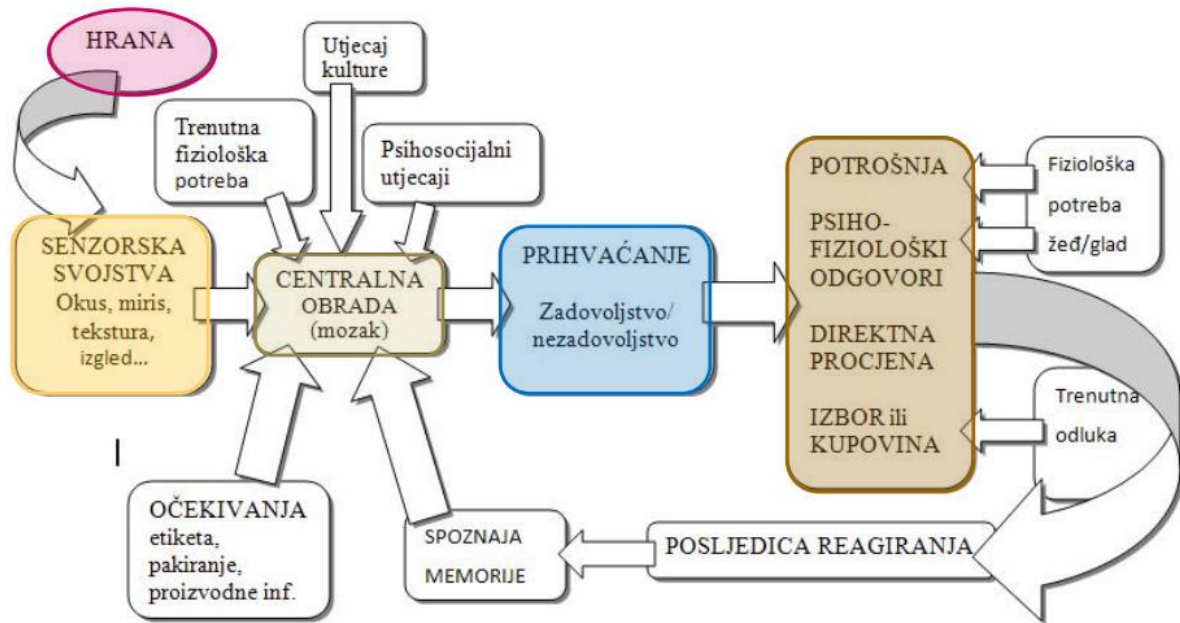 HRANA
Utjecaj
kulture
Trenutna
fiziološka
potreba
Psihosocijalni
utjecaji
SENZORSKA
SVOJSTVA
Okus, miris,
tekstura,
izgled...
CENTRALNA
OBRADA
(mozak)
PRIHVAĆANJE
Zadovoljstvo/
nezadovoljstvo
POTROŠNJA
PSIHO-
FIZIOLOŠKI
ODGOVORI
DIREKTNA
PROCJENA
IZBOR ili
KUPOVINA
Fiziološka
potreba
žeđ/glad
Trenutna
odluka
OČEKIVANJA
etiketa,
pakiranje,
proizvodne inf.
SPOZNAJA
MEMORIJE
POSLJEDICA REAGIRANJA